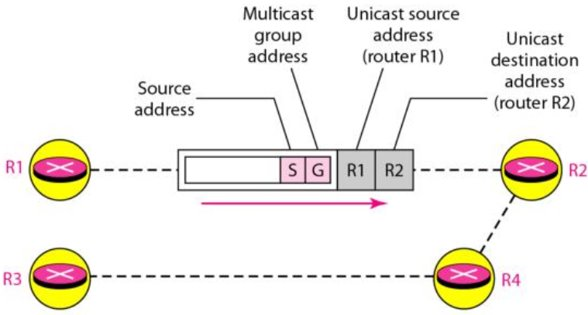 Multicast
group
address
Unicast source
address
(router R1)
Unicast
destination
address
(router R2)
Source
address
R1
S
G
R1
R2
R2
R3
R4